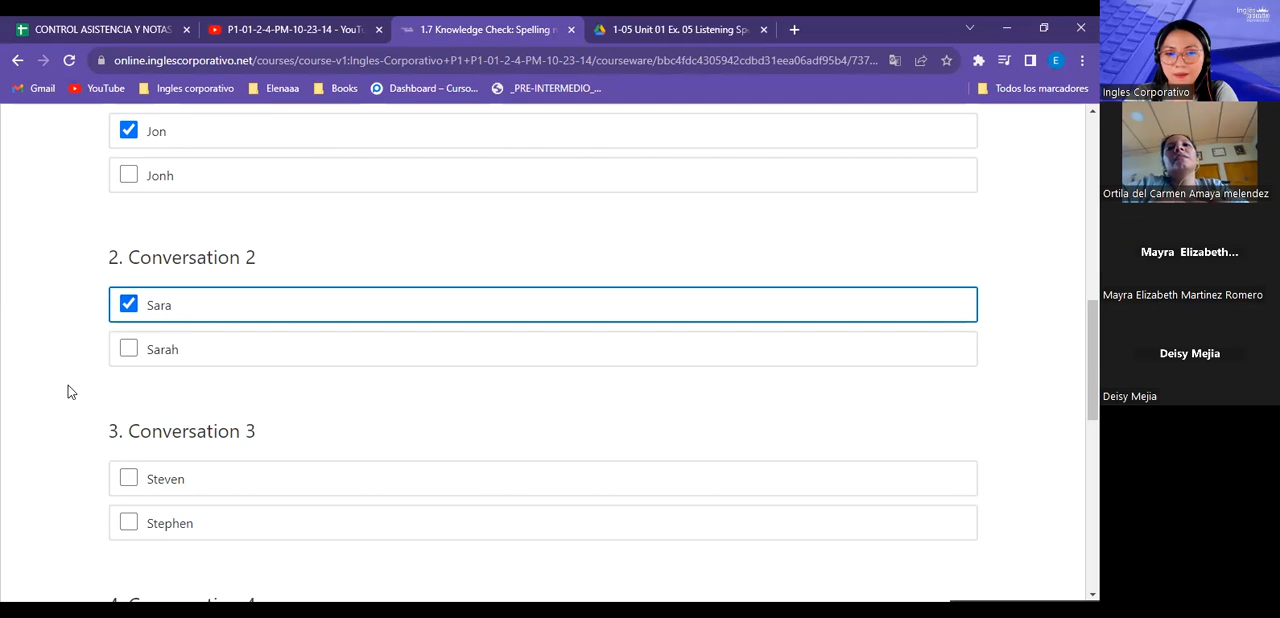 CONTROL ASISTENCIA Y NOTAS
P1-01-2-4-PM-10-23-14 - YouTu
1.7 Knowledge Check: Spelling n
1-05 Unit 01 Ex. 05 Listening Spe
online.inglescorporativo.net/courses/course-v1:Ingles-Corporativo+P1+P1-01-2-4-PM-10-23-14/courseware/bbc4fdc4305942cdbd31eea06adf95b4/737...
E
Gmail
YouTube
Ingles corporativo
Elenaaa
Books
Dashboard – Curso...
_PRE-INTERMEDIO_...
Todos los marcadores
Jon
Jonh
2. Conversation 2
Sara
Sarah
3. Conversation 3
Steven
Stephen
Ingles Corporativo
Ortila del Carmen Amaya melendez
Mayra Elizabeth...
Mayra Elizabeth Martinez Romero
Deisy Mejia
Deisy Mejia